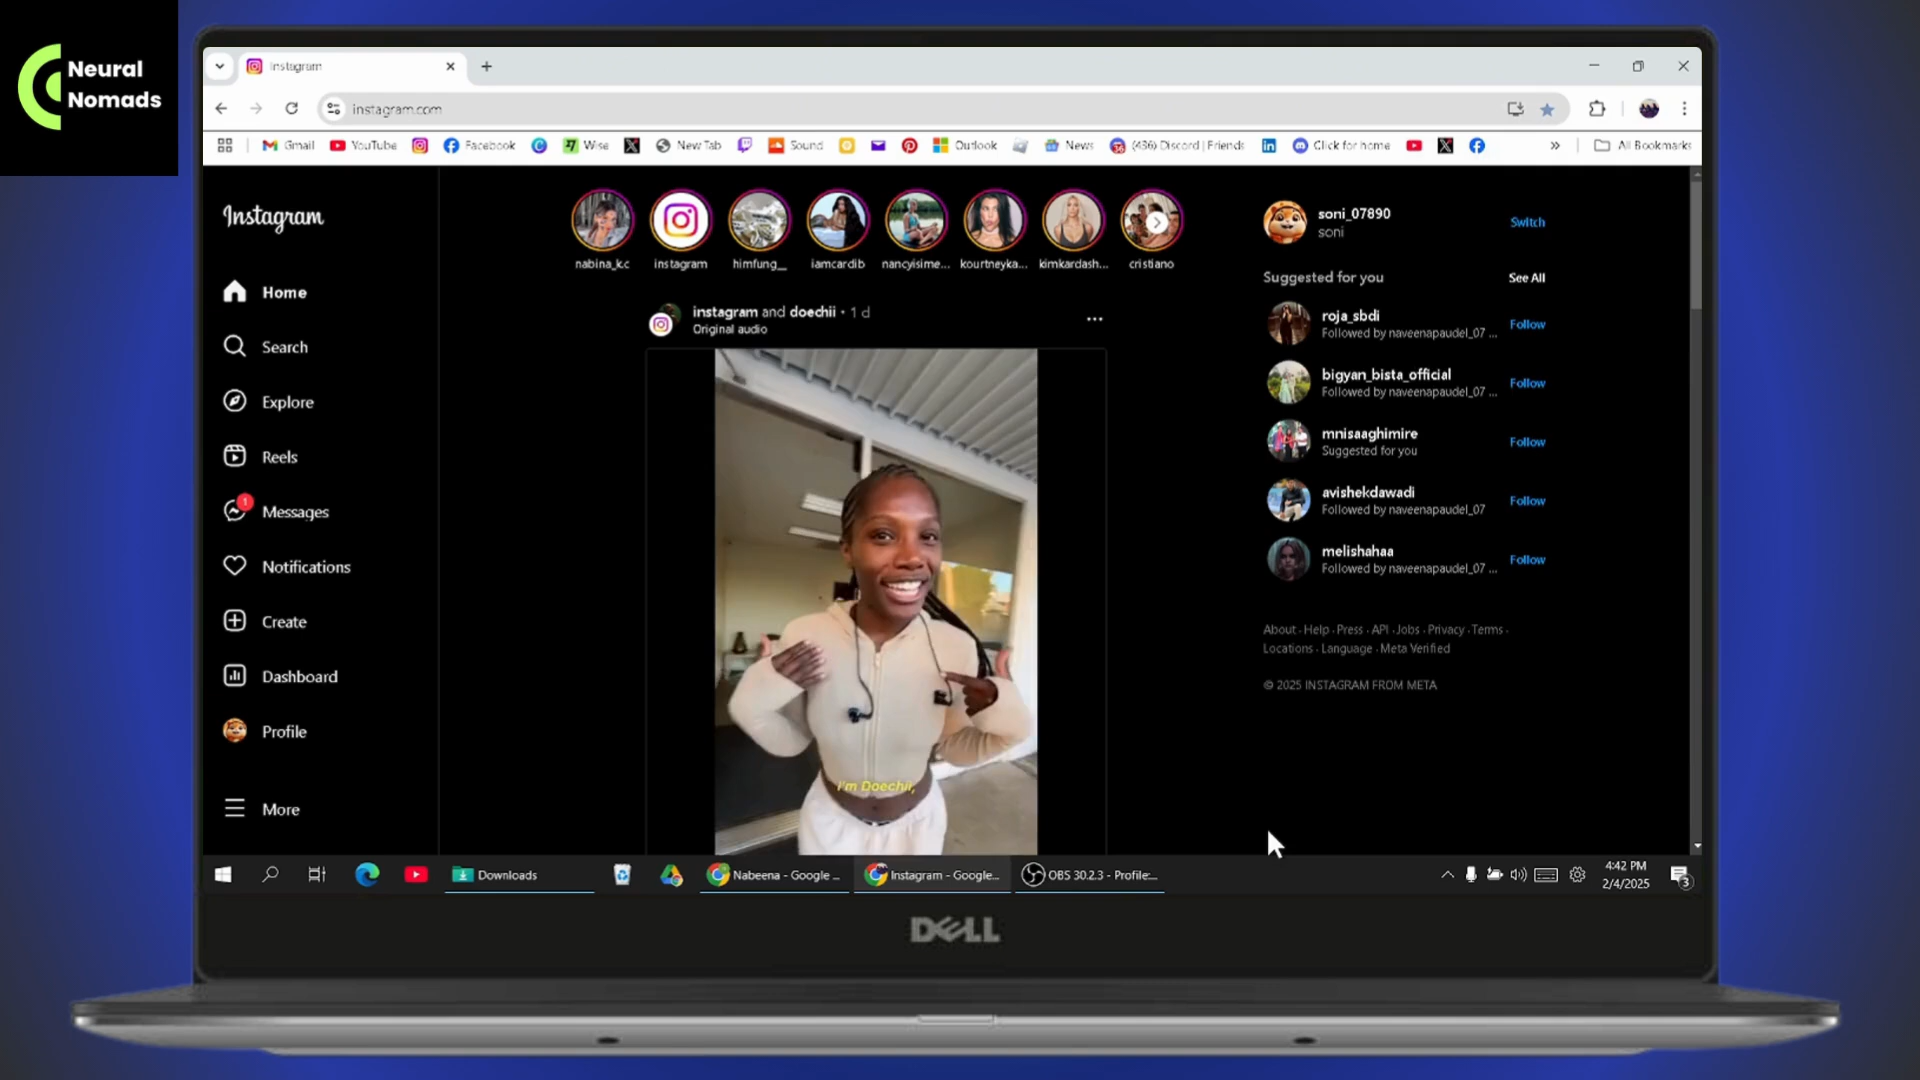 Neural
Nomads
Instagram
instagram.com
Gmail
YouTube
Facebook
Wise
New Tab
Sound
Outlook
News
(436) Discord | Friends
Click for home
All Bookmarks
Instagram
nabina_k.c
instagram
himfung__
iamcardib
nancyisime...
kourtneyka...
kimkardash...
cristiano
soni_07890
soni
Switch
Home
Search
Explore
Reels
1
Messages
Notifications
Create
Dashboard
Profile
More
instagram and doechii • 1 d
Original audio
I'm Doechii,
Suggested for you
See All
roja_sbdi
Followed by naveenapaudel_07 ...
Follow
bigyan_bista_official
Followed by naveenapaudel_07 ...
Follow
mnisaaghimire
Suggested for you
Follow
avishekdawadi
Followed by naveenapaudel_07
Follow
melishahaa
Followed by naveenapaudel_07 ...
Follow
About · Help · Press · API · Jobs · Privacy · Terms ·
Locations · Language · Meta Verified
© 2025 INSTAGRAM FROM META
Downloads
Nabeena - Google ...
Instagram - Google...
OBS 30.2.3 - Profile:...
4:42 PM
2/4/2025
3
DELL